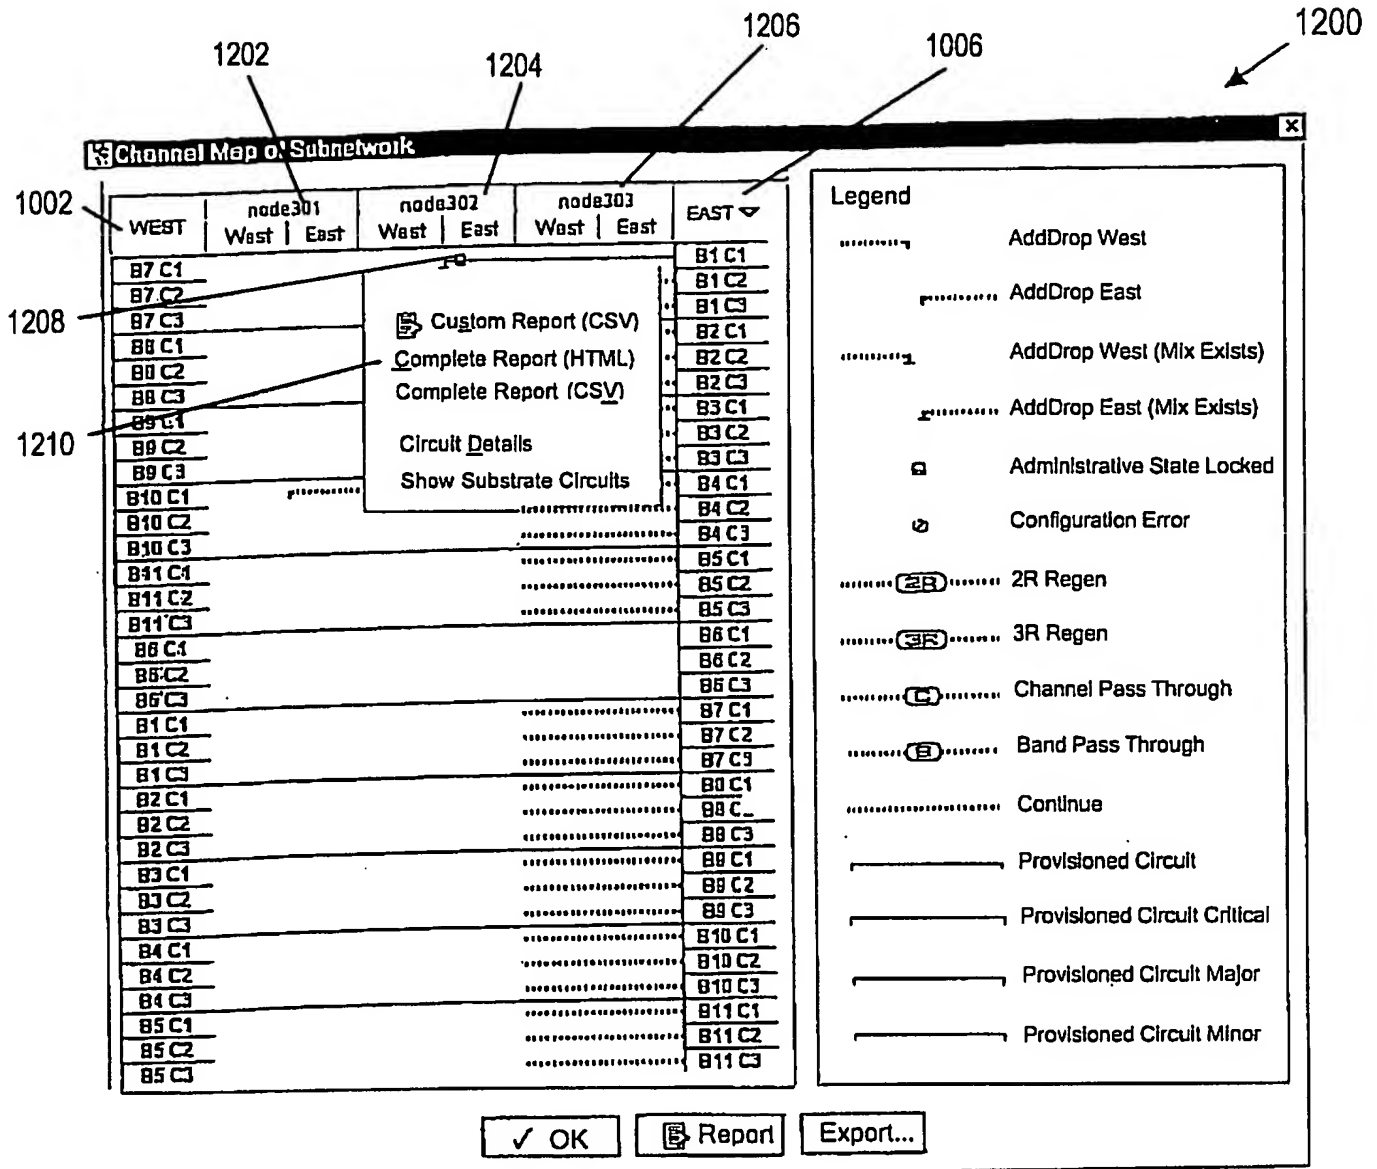 1200
1206
1202
1204
1006
Channel Map of Subnetwork
1002
WEST
node301
node302
node303
EAST
West East
West East
West East
B7 C1
B7 C2
B7 C3
B8 C1
B8 C2
B8 C3
B9 C1
B9 C2
B9 C3
B10 C1
B10 C2
B10 C3
B11 C1
B11 C2
B11 C3
B6 C1
B6 C2
B6 C3
B1 C1
B1 C2
B1 C3
B2 C1
B2 C2
B2 C3
B3 C1
B3 C2
B3 C3
B4 C1
B4 C2
B4 C3
B5 C1
B5 C2
B5 C3
1208
1210
Custom Report (CSV)
Complete Report (HTML)
Complete Report (CSV)
Circuit Details
Show Substrate Circuits
B1 C1
B1 C2
B1 C3
B2 C1
B2 C2
B2 C3
B3 C1
B3 C2
B3 C3
B4 C1
B4 C2
B4 C3
B5 C1
B5 C2
B5 C3
B6 C1
B6 C2
B6 C3
B7 C1
B7 C2
B7 C3
B8 C1
B8 C
B8 C3
B9 C1
B9 C2
B9 C3
B10 C1
B10 C2
B10 C3
B11 C1
B11 C2
B11 C3
Legend
AddDrop West
AddDrop East
AddDrop West (Mix Exists)
AddDrop East (Mix Exists)
Administrative State Locked
Configuration Error
2R 2R Regen
3R 3R Regen
C Channel Pass Through
B Band Pass Through
Continue
Provisioned Circuit
Provisioned Circuit Critical
Provisioned Circuit Major
Provisioned Circuit Minor
✓ OK
Report
Export...